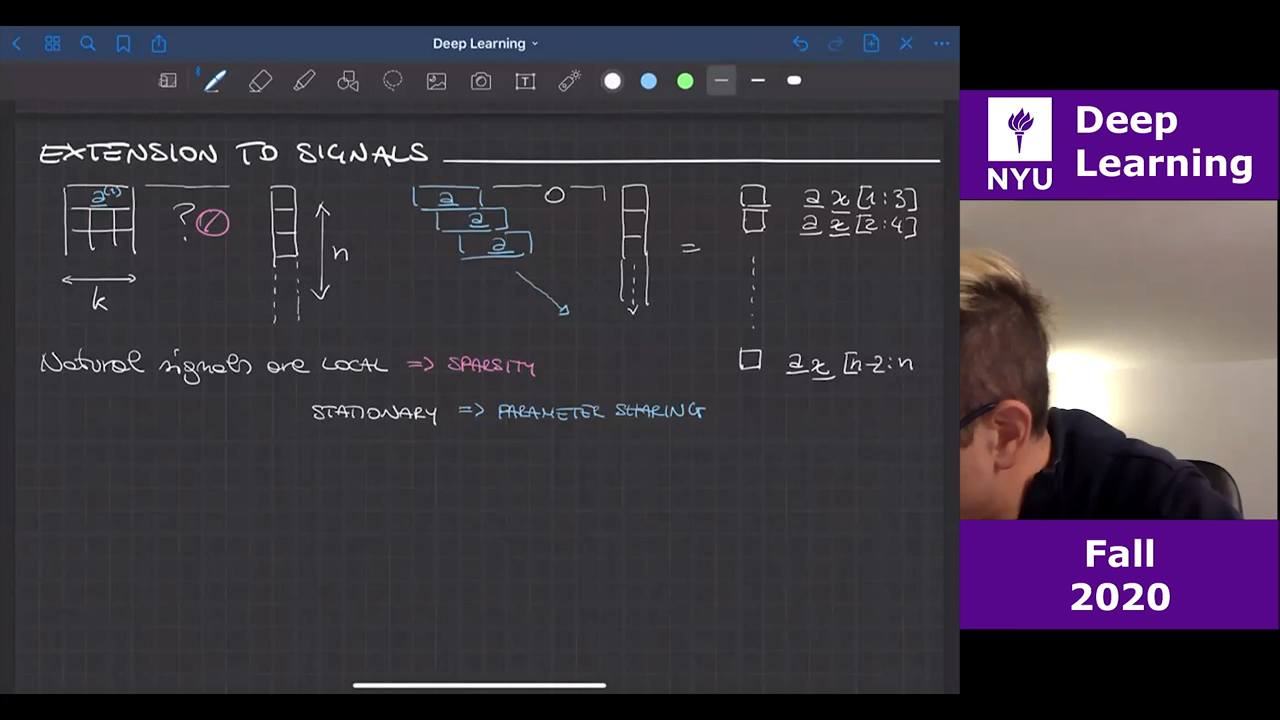 Deep Learning
EXTENSION TO SIGNALS
a(1)
?
k
n
a
a
a
0
=
a x [1:3]
a x [2:4]
a x [n-2:n
Natural signals are LOCAL => SPARSITY
STATIONARY => PARAMETER SHARING
NYU
Deep
Learning
Fall
2020